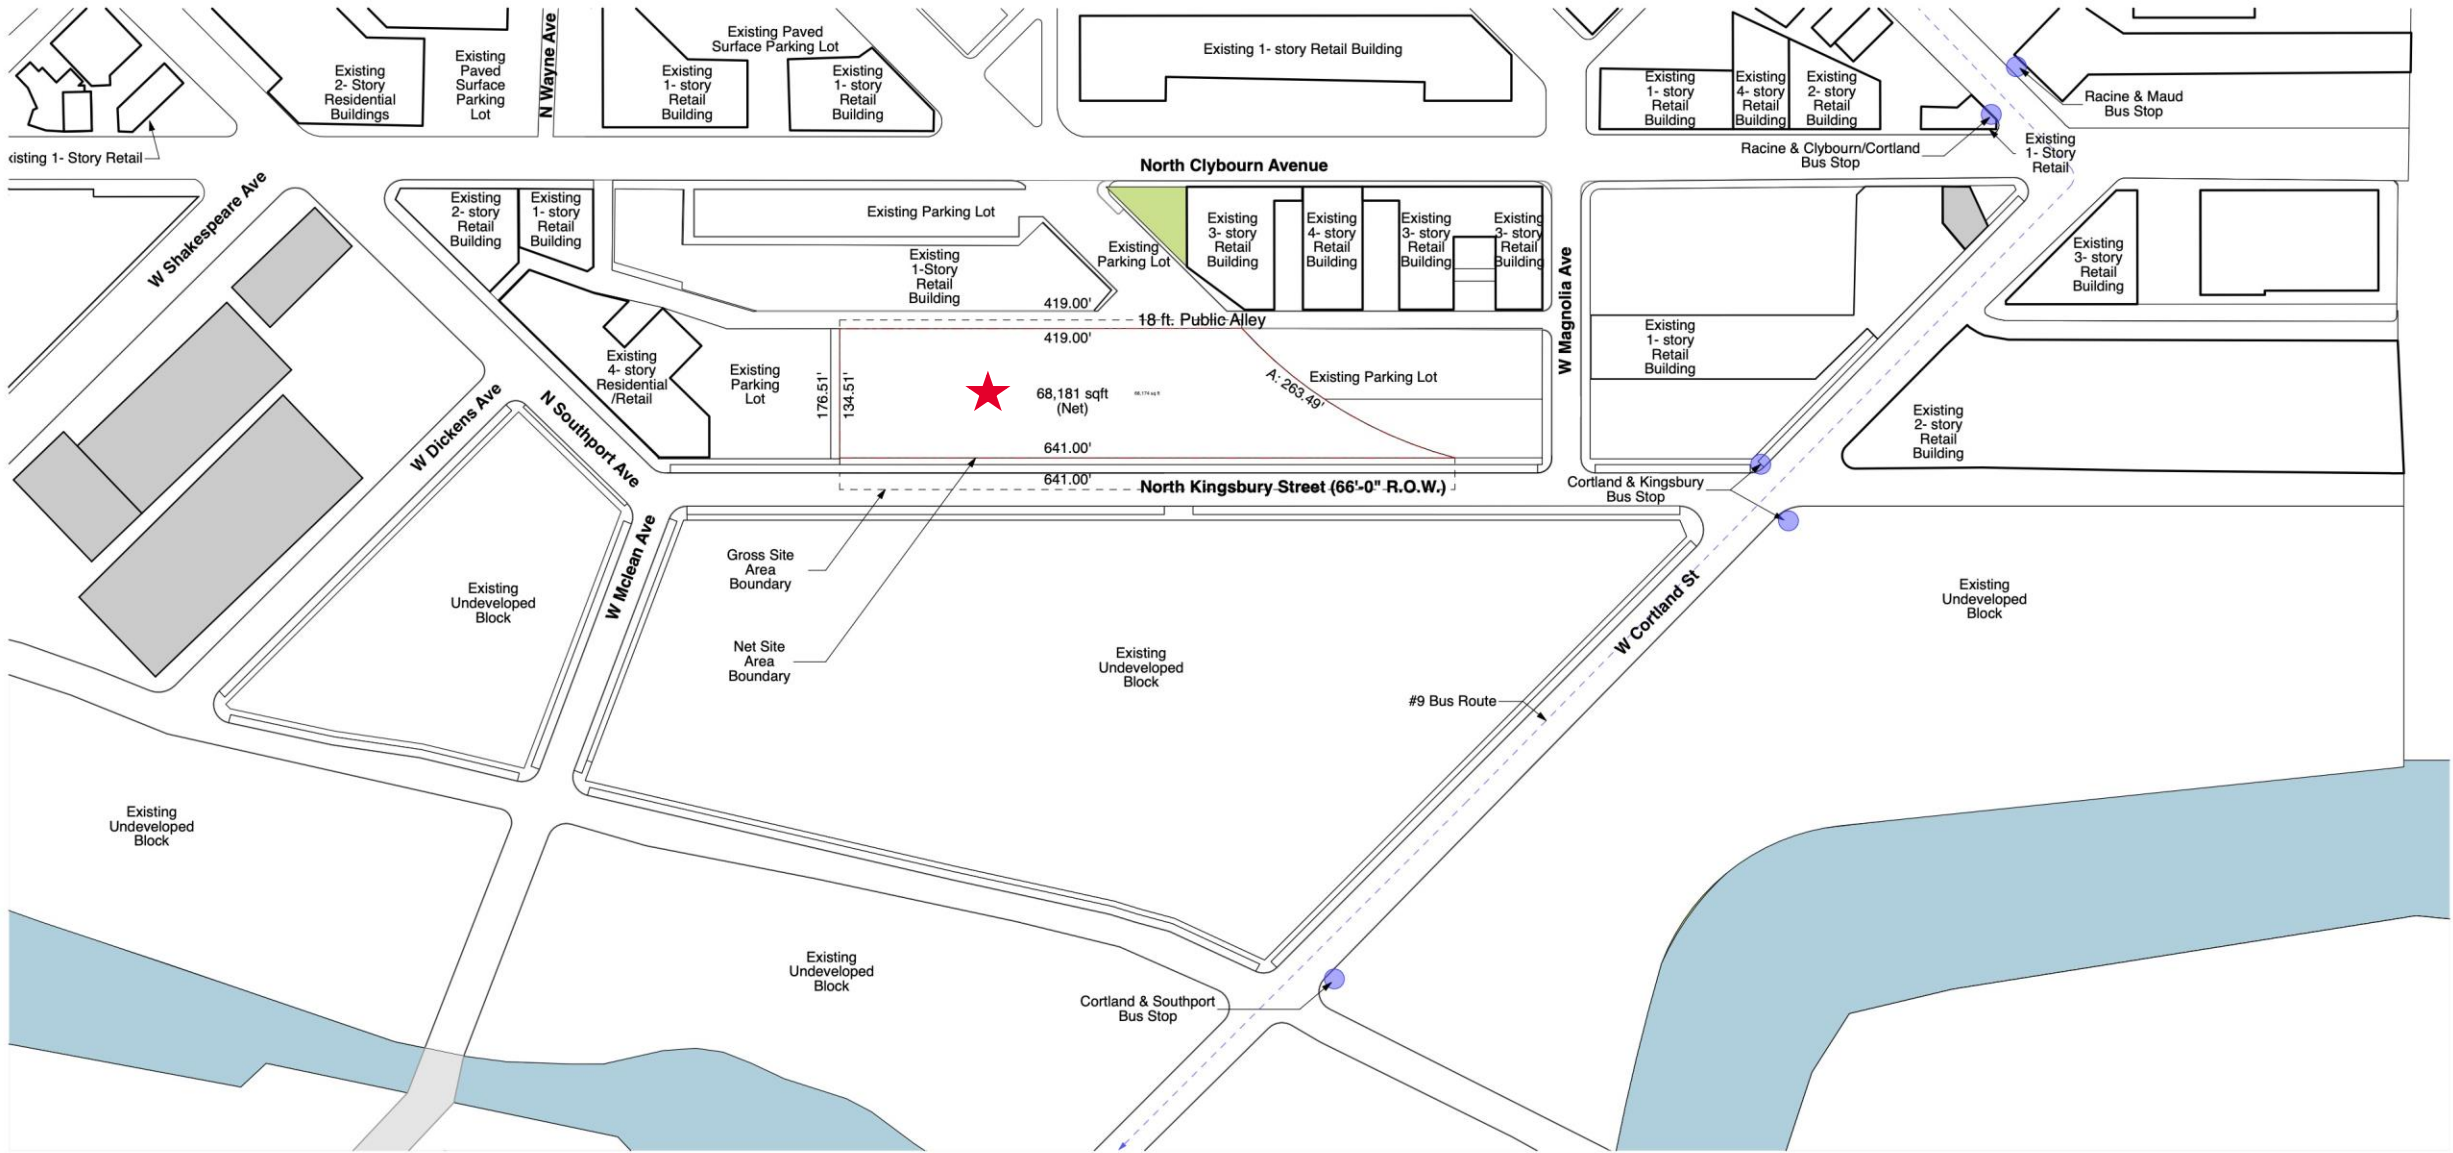 Existing Paved
Surface Parking Lot
Existing 1- story Retail Building
N Wayne Ave
Existing
2- Story
Residential
Buildings
Existing
Paved
Surface
Parking
Lot
Existing
1- story
Retail
Building
Existing
1- story
Retail
Building
Existing
1- story
Retail
Building
Existing
4- story
Retail
Building
Existing
2- story
Retail
Building
Racine & Maud
Bus Stop
xisting 1- Story Retail
North Clybourn Avenue
Racine & Clybourn/Cortland
Bus Stop
Existing
1- Story
Retail
W Shakespeare Ave
Existing
2- story
Retail
Building
Existing
1- story
Retail
Building
Existing Parking Lot
Existing
1-Story
Retail
Building
Existing
Parking Lot
Existing
3- story
Retail
Building
Existing
4- story
Retail
Building
Existing
3- story
Retail
Building
Existing
3- story
Retail
Building
W Magnolia Ave
Existing
3- story
Retail
Building
419.00'
18 ft. Public Alley
419.00'
Existing
4- story
Residential
/Retail
Existing
Parking
Lot
176.51'
134.51'
68,181 sqft
(Net)
A: 263.49'
Existing Parking Lot
Existing
1- story
Retail
Building
Existing
2- story
Retail
Building
W Dickens Ave
N Southport Ave
641.00'
641.00'
North Kingsbury Street (66'-0" R.O.W.)
Cortland & Kingsbury
Bus Stop
W Mclean Ave
Gross Site
Area
Boundary
Existing
Undeveloped
Block
Net Site
Area
Boundary
Existing
Undeveloped
Block
W Cortland St
Existing
Undeveloped
Block
#9 Bus Route
Existing
Undeveloped
Block
Existing
Undeveloped
Block
Cortland & Southport
Bus Stop